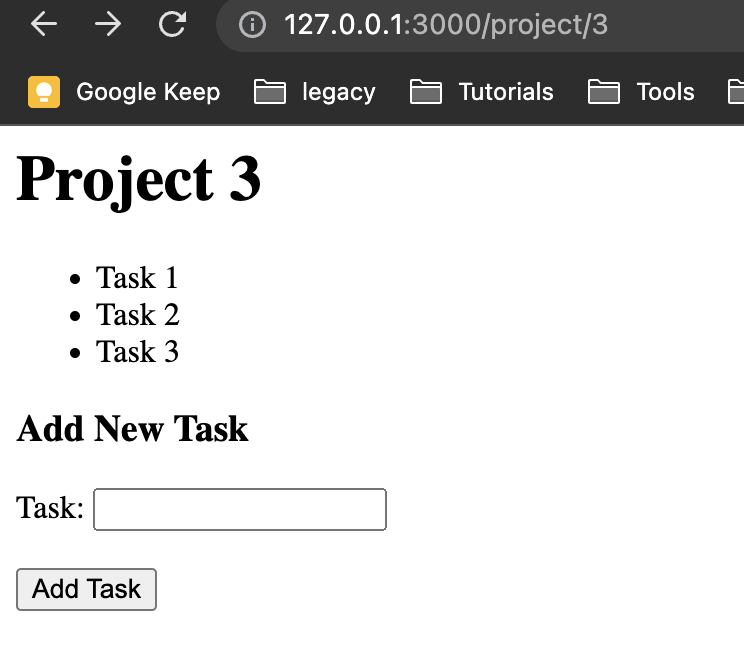 127.0.0.1:3000/project/3
Google Keep legacy Tutorials Tools
Project 3
• Task 1
• Task 2
• Task 3
Add New Task
Task:
Add Task